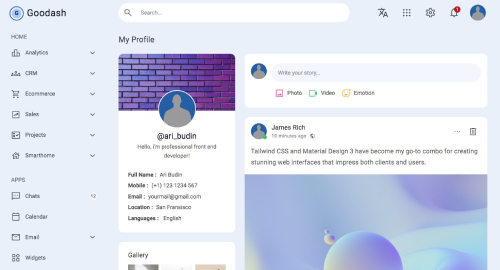 Goodash
Search...
1
HOME
Analytics
CRM
Ecommerce
Sales
Projects
Smarthome
APPS
Chats
12
Calendar
Email
Widgets
My Profile
@ari_budin
Hello, I'm professional front end
developer!
Full Name : Ari Budin
Mobile : (+1) 123 1234 567
Email : yourmail@gmail.com
Location : San Fransisco
Languages : English
Gallery
Write your story...
Photo
Video
Emotion
James Rich
10 minutes ago
Tailwind CSS and Material Design 3 have become my go-to combo for creating
stunning web interfaces that impress both clients and users.